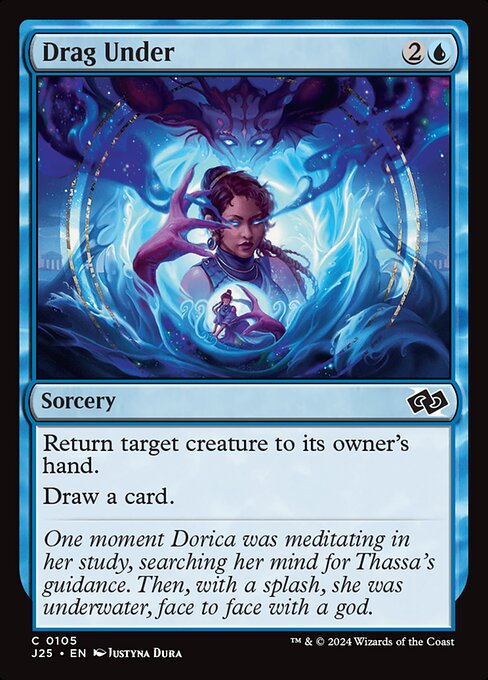 Drag Under
2
Sorcery
Return target creature to its owner's
hand.
Draw a card.
One moment Dorica was meditating in
her study, searching her mind for Thassa's
guidance. Then, with a splash, she was
underwater, face to face with a god.
C 0105
J25 • EN Justyna Dura
™ & © 2024 Wizards of the Coast